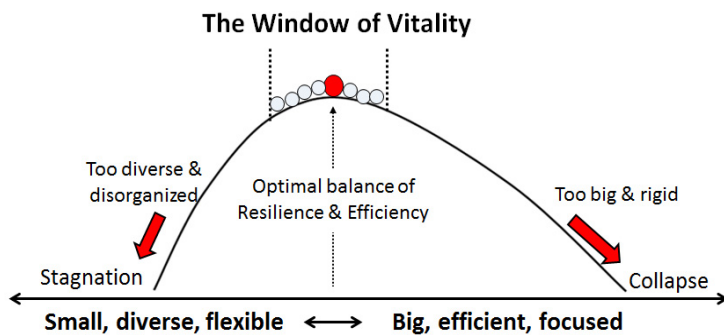 The Window of Vitality
Too diverse &
disorganized
Optimal balance of
Resilience & Efficiency
Too big & rigid
Stagnation
Collapse
Small, diverse, flexible
Big, efficient, focused